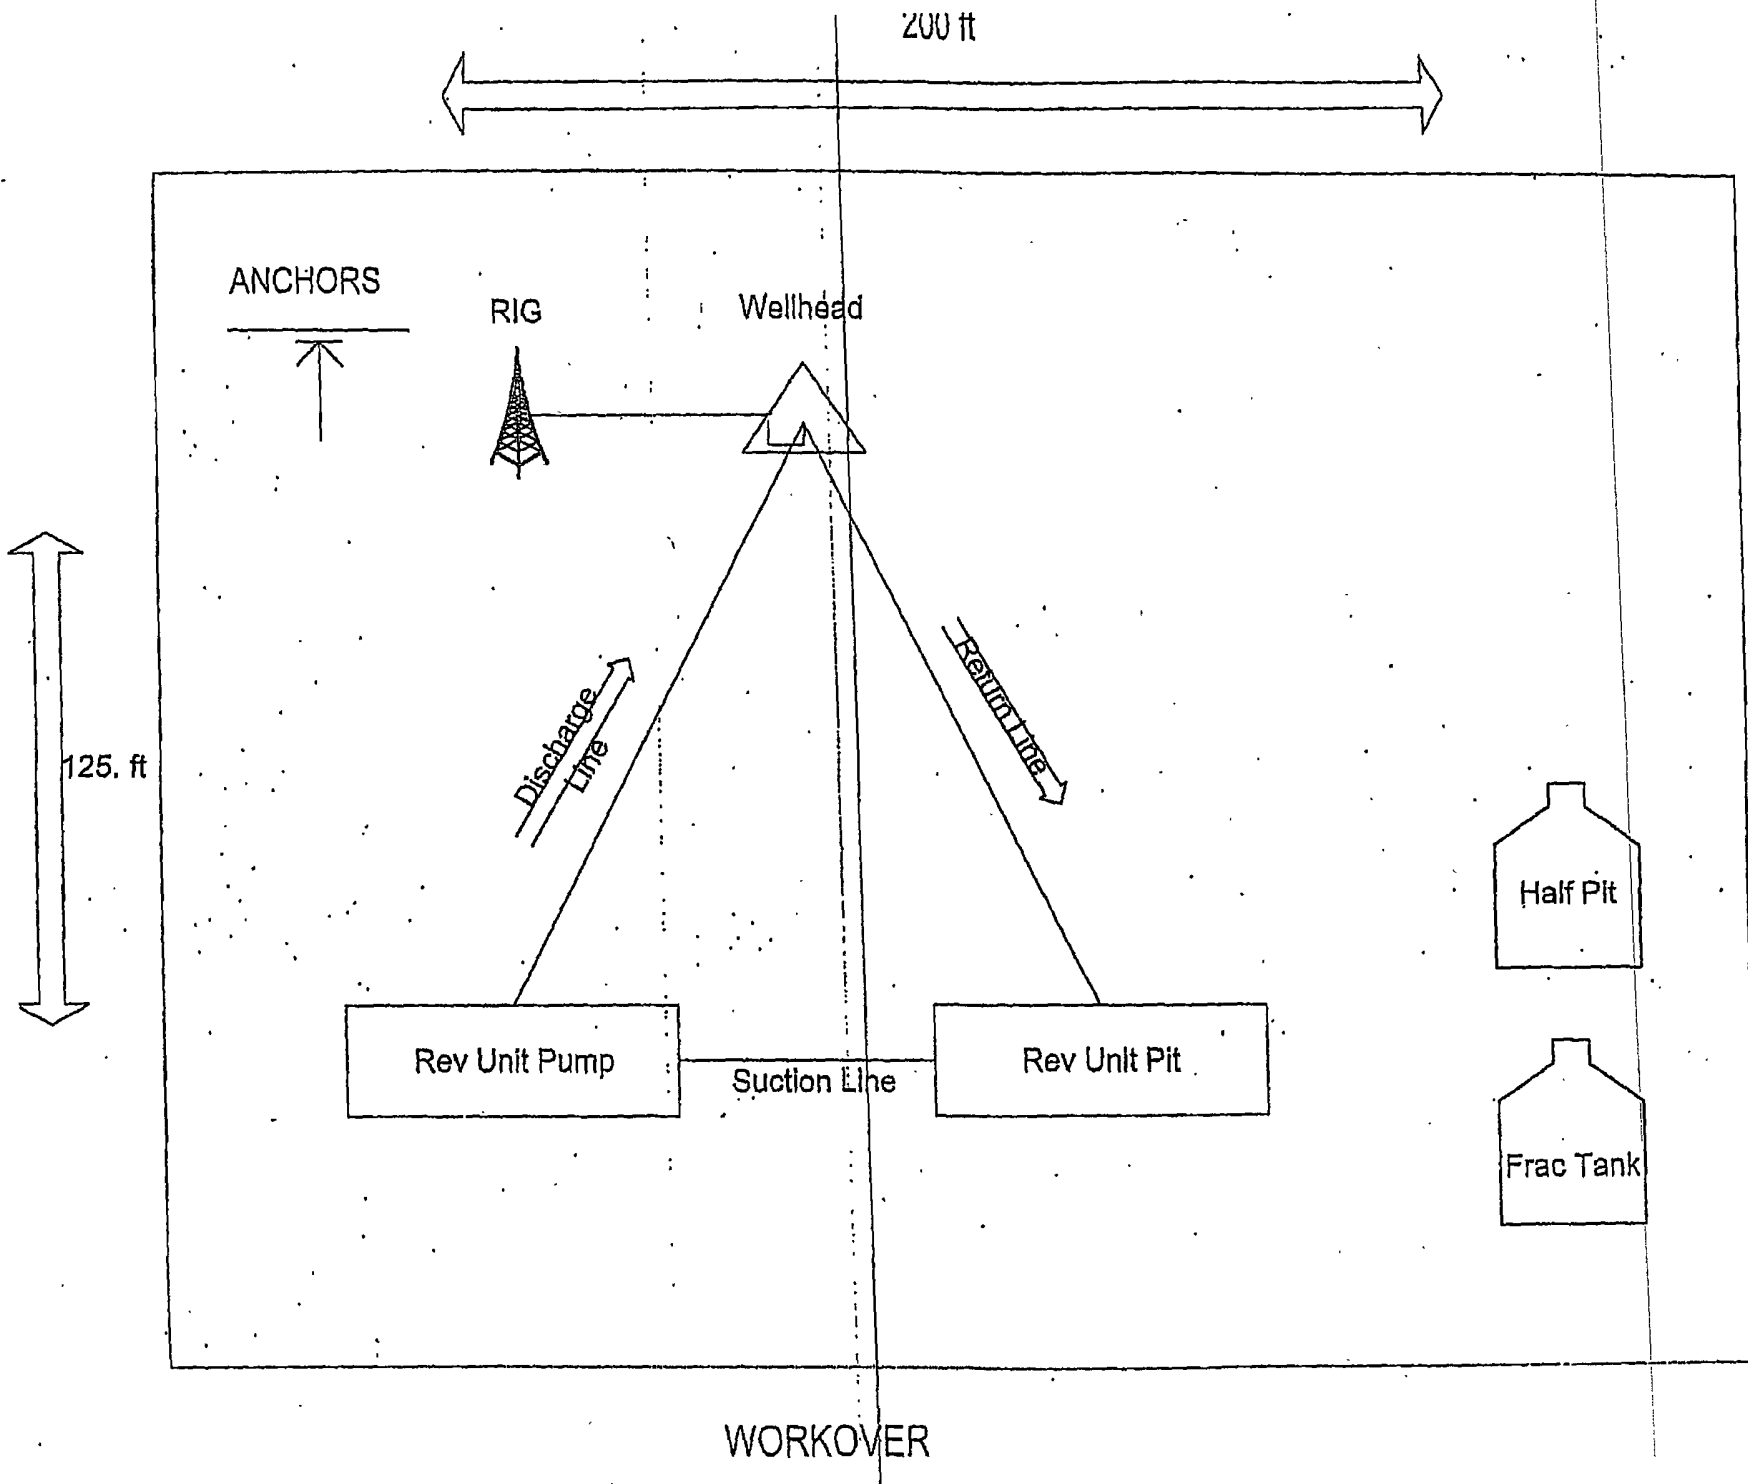 200 ft
ANCHORS
RIG
Wellhead
Discharge
Line
Return Line
125. ft
Half Pit
Rev Unit Pump
Suction Line
Rev Unit Pit
Frac Tank
WORKOVER